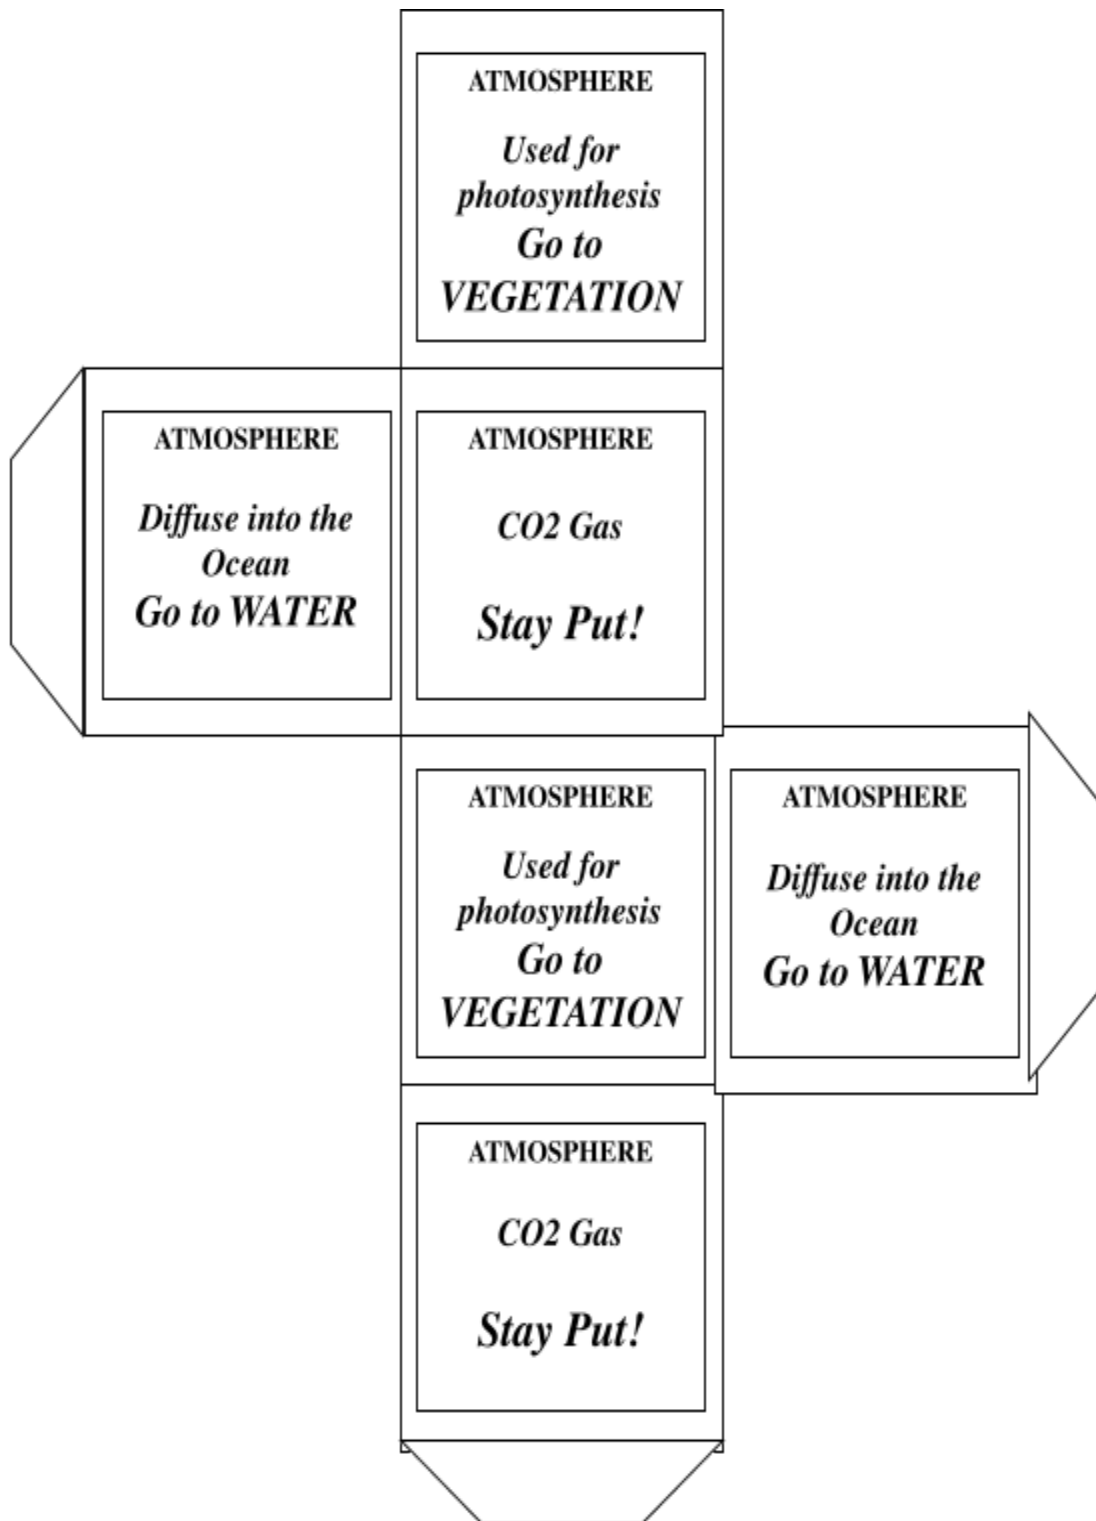 ATMOSPHERE
Used for
photosynthesis
Go to
VEGETATION
ATMOSPHERE
Diffuse into the
Ocean
Go to WATER
ATMOSPHERE
CO2 Gas
Stay Put!
ATMOSPHERE
Used for
photosynthesis
Go to
VEGETATION
ATMOSPHERE
Diffuse into the
Ocean
Go to WATER
ATMOSPHERE
CO2 Gas
Stay Put!